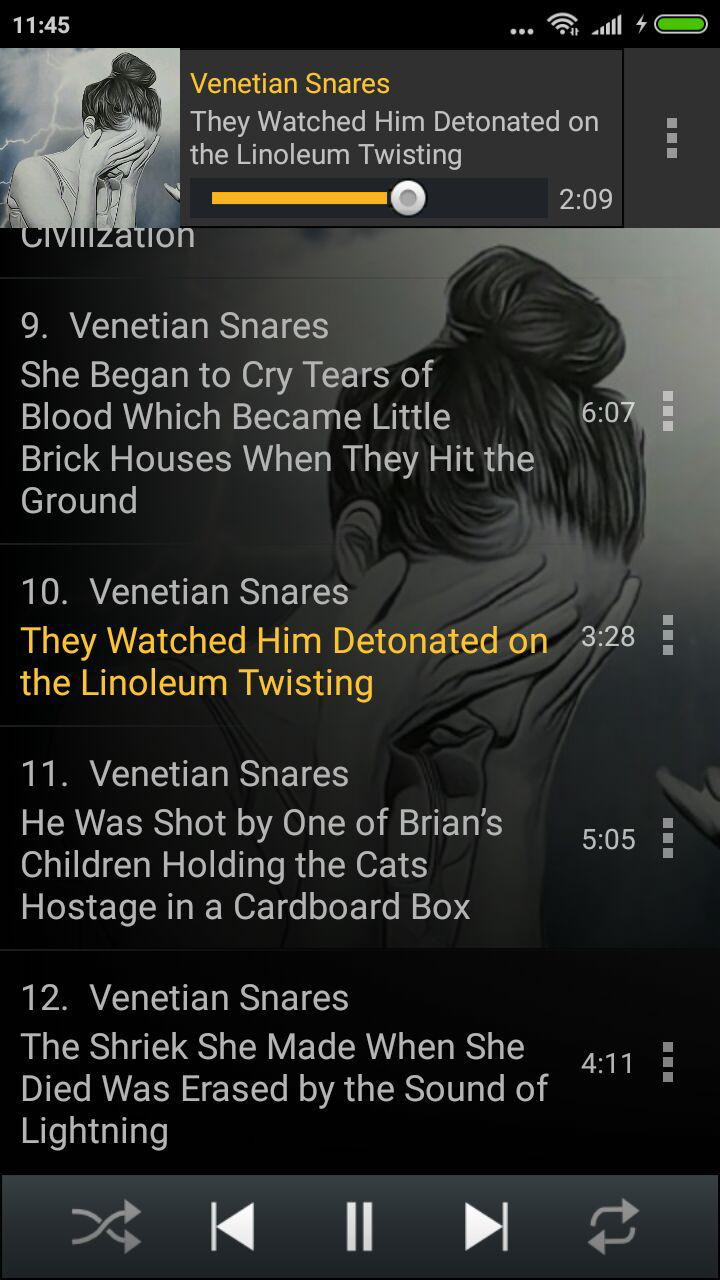 11:45
Venetian Snares
They Watched Him Detonated on
the Linoleum Twisting
2:09
Civilization
9. Venetian Snares
She Began to Cry Tears of
Blood Which Became Little
Brick Houses When They Hit the
Ground
6:07
10. Venetian Snares
They Watched Him Detonated on
the Linoleum Twisting
3:28
11. Venetian Snares
He Was Shot by One of Brian’s
Children Holding the Cats
Hostage in a Cardboard Box
5:05
12. Venetian Snares
The Shriek She Made When She
Died Was Erased by the Sound of
Lightning
4:11